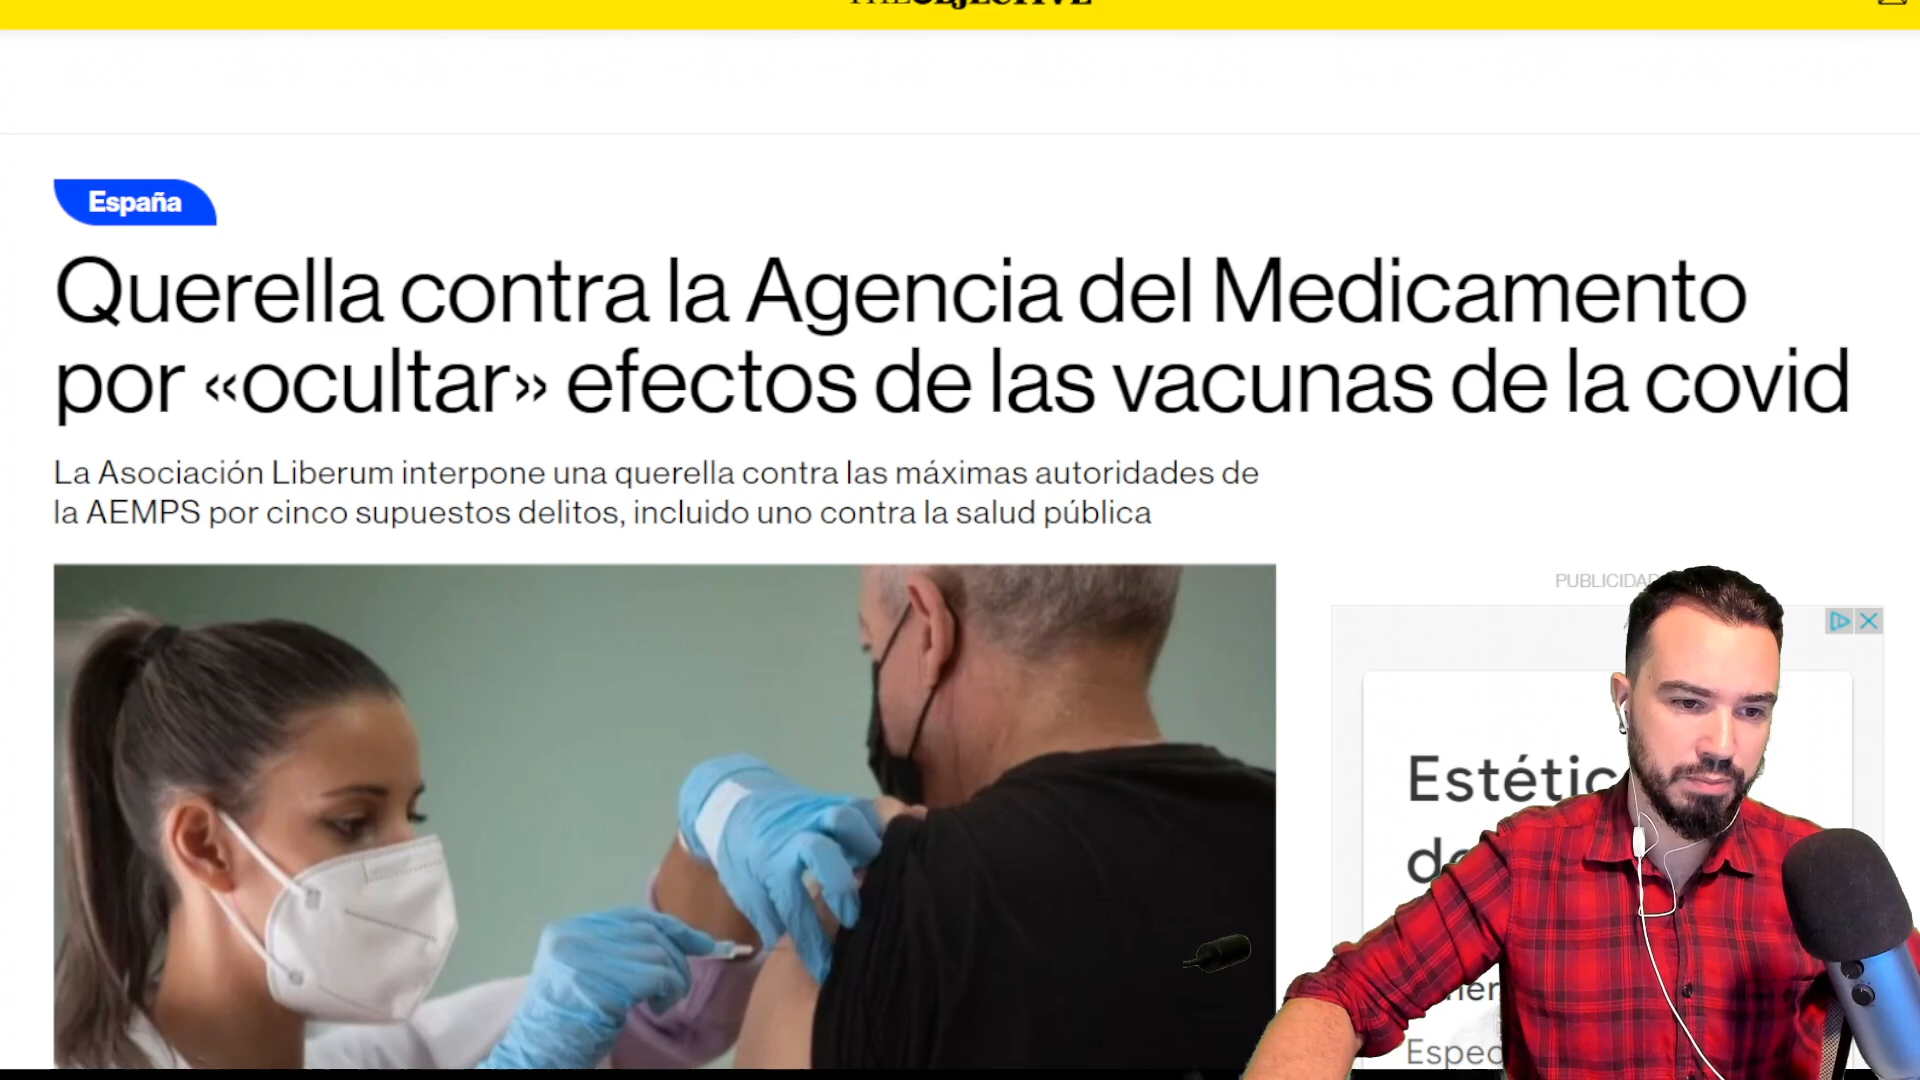 THE OBJECTIVE
España
Querella contra la Agencia del Medicamento
por «ocultar» efectos de las vacunas de la covid
La Asociación Liberum interpone una querella contra las máximas autoridades de
la AEMPS por cinco supuestos delitos, incluido uno contra la salud pública